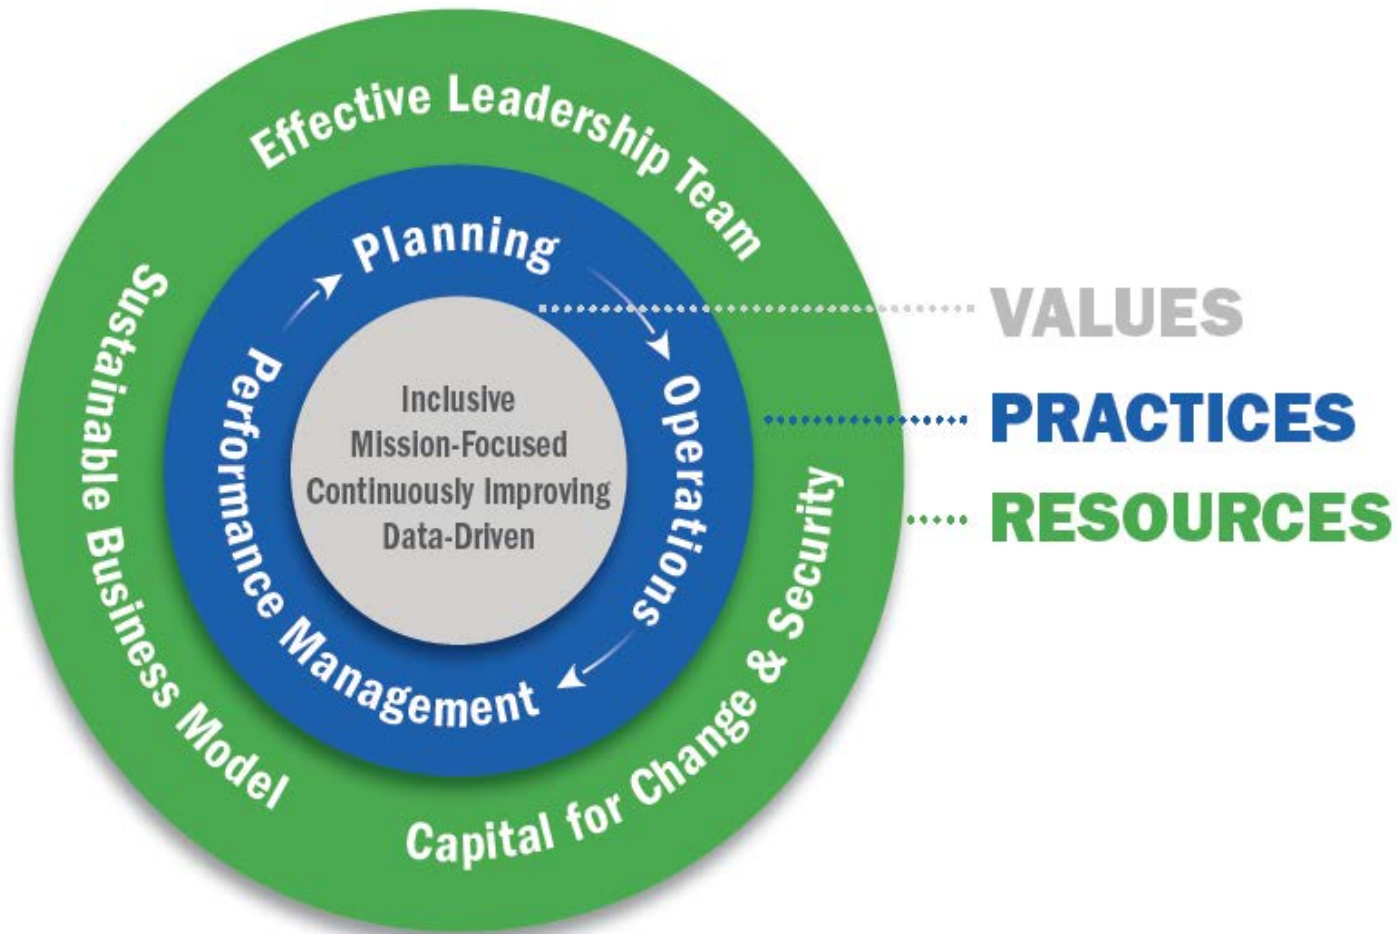 Effective Leadership Team
Sustainable Business Model
Capital for Change & Security
Planning
Operations
Performance Management
Inclusive
Mission-Focused
Continuously Improving
Data-Driven
VALUES
PRACTICES
RESOURCES